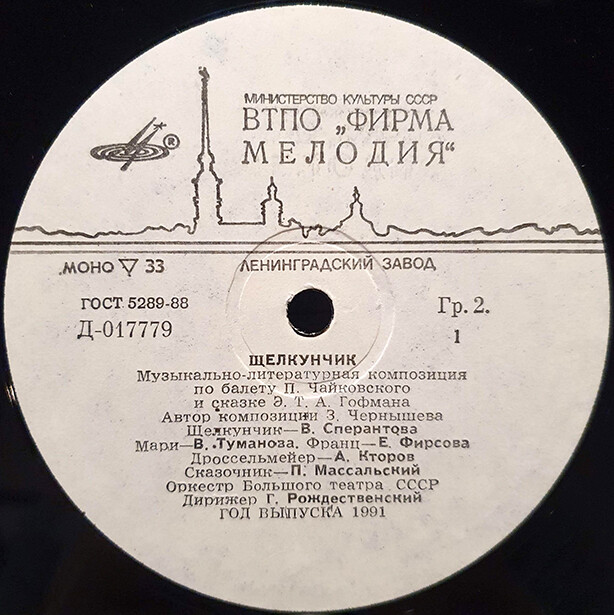 МИНИСТЕРСТВО КУЛЬТУРЫ СССР
ВТПО „ФИРМА
МЕЛОДИЯ“
®
МОНО ▽ 33
ЛЕНИНГРАДСКИЙ ЗАВОД
ГОСТ 5289-88
Гр. 2.
Д-017779
1
ЩЕЛКУНЧИК
Музыкально-литературная композиция
по балету П. Чайковского
и сказке Э. Т. А. Гофмана
Автор композиции З. Чернышева
Щелкунчик—В. Сперантова
Мари—В. Туманоза, Франц—Е. Фирсова
Дроссельмейер—А. Кторов
Сказочник—П. Массальский
Оркестр Большого театра СССР
Дирижер Г. Рождественский
ГОД ВЫПУСКА 1991